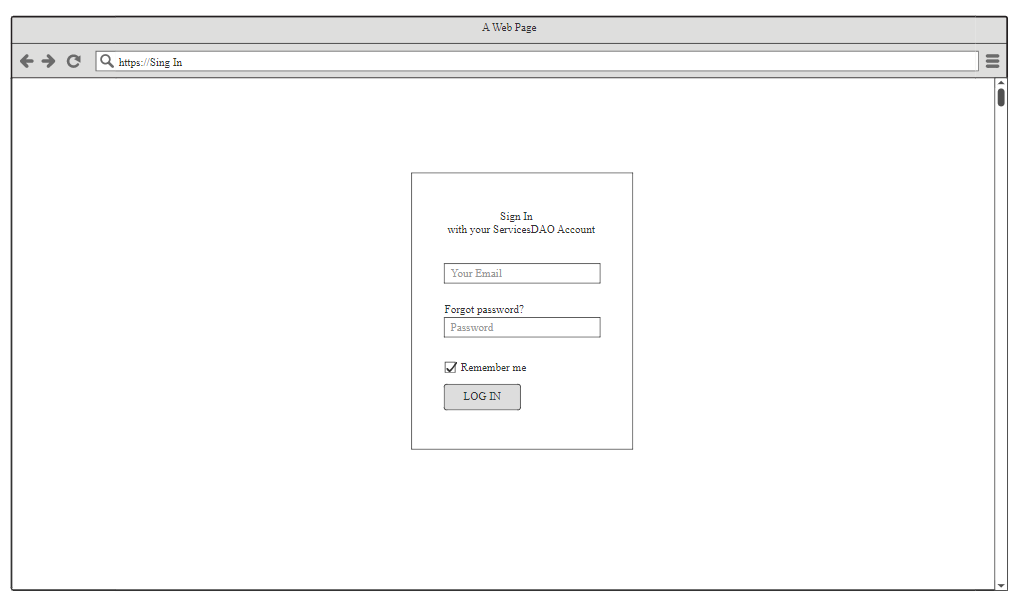 A Web Page
https://Sing In
Sign In
with your ServicesDAO Account
Your Email
Forgot password?
Password
Remember me
LOG IN